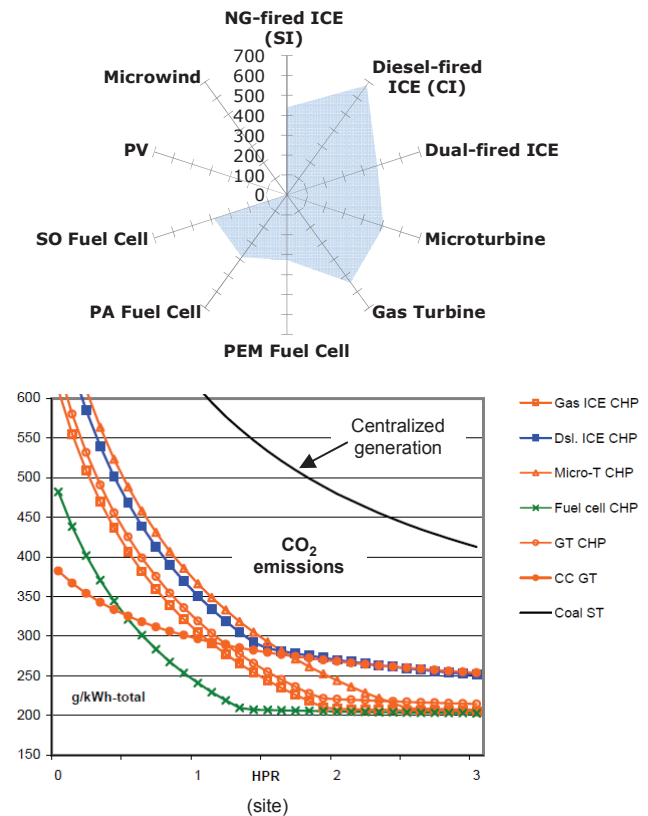 NG-fired ICE
(SI)
700
600
500
400
300
200
100
0
Diesel-fired
ICE (CI)
Dual-fired ICE
Microturbine
Gas Turbine
PEM Fuel Cell
PA Fuel Cell
SO Fuel Cell
PV
Microwind
600
550
500
450
400
350
300
250
200
150
Centralized
generation
CO2
emissions
g/kWh-total
0 1 HPR 2 3
(site)
Gas ICE CHP
Dsl. ICE CHP
Micro-T CHP
Fuel cell CHP
GT CHP
CC GT
Coal ST